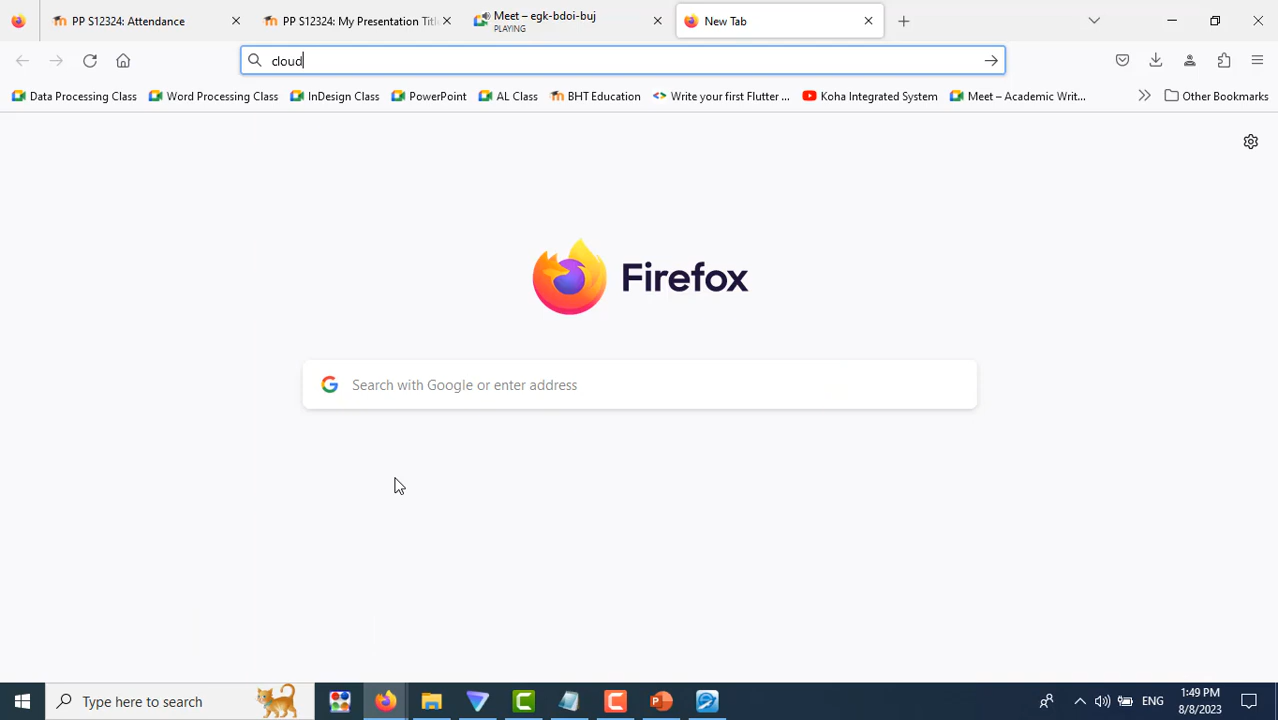 PP S12324: Attendance
PP S12324: My Presentation Titl
Meet – egk-bdoi-buj
PLAYING
New Tab
cloud
Data Processing Class
Word Processing Class
InDesign Class
PowerPoint
AL Class
BHT Education
Write your first Flutter ...
Koha Integrated System
Meet – Academic Writ...
Other Bookmarks
Firefox
Search with Google or enter address
Type here to search
ENG
1:49 PM
8/8/2023